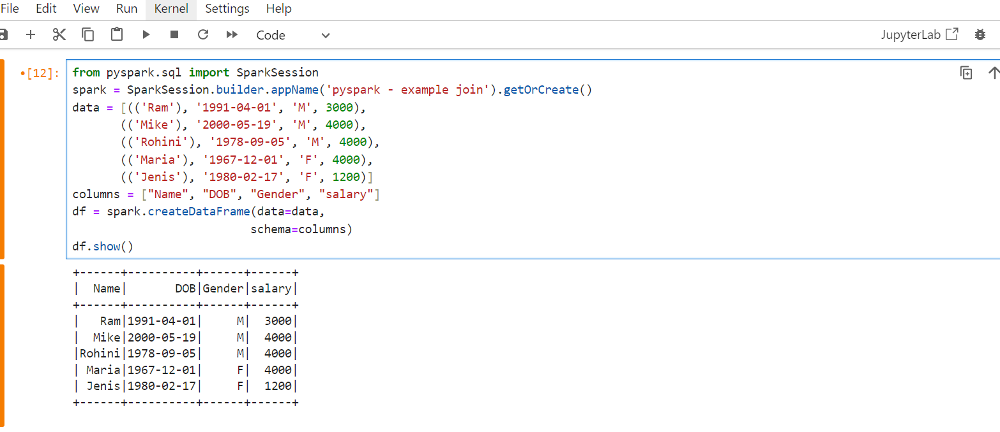 File Edit View Run Kernel Settings Help
Code JupyterLab
[12]: from pyspark.sql import SparkSession
spark = SparkSession.builder.appName('pyspark - example join').getOrCreate()
data = [(('Ram'), '1991-04-01', 'M', 3000),
(('Mike'), '2000-05-19', 'M', 4000),
(('Rohini'), '1978-09-05', 'M', 4000),
(('Maria'), '1967-12-01', 'F', 4000),
(('Jenis'), '1980-02-17', 'F', 1200)]
columns = ["Name", "DOB", "Gender", "salary"]
df = spark.createDataFrame(data=data,
schema=columns)
df.show()
+------+----------+------+------+
|  Name|       DOB|Gender|salary|
+------+----------+------+------+
|   Ram|1991-04-01|     M|  3000|
|  Mike|2000-05-19|     M|  4000|
|Rohini|1978-09-05|     M|  4000|
| Maria|1967-12-01|     F|  4000|
| Jenis|1980-02-17|     F|  1200|
+------+----------+------+------+